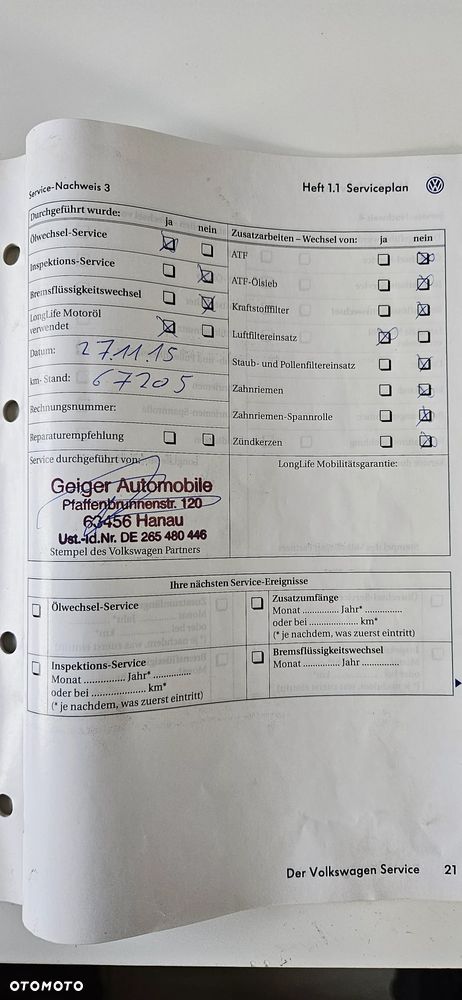 Service-Nachweis 3
Heft 1.1 Serviceplan
Durchgeführt wurde:
ja nein
Ölwechsel-Service
Inspektions-Service
Bremsflüssigkeitswechsel
LongLife Motoröl
verwendet
Datum: 27 11 15
km- Stand: 67205
Rechnungsnummer:
Reparaturempfehlung
Service durchgeführt von:
Geiger Automobile
Pfaffenbrunnenstr. 120
63456 Hanau
Ust.-Id.Nr. DE 265 480 446
Stempel des Volkswagen Partners
Zusatzarbeiten – Wechsel von: ja nein
ATF
ATF-Ölsieb
Kraftstofffilter
Luftfiltereinsatz
Staub- und Pollenfiltereinsatz
Zahnriemen
Zahnriemen-Spannrolle
Zündkerzen
LongLife Mobilitätsgarantie:
Ihre nächsten Service-Ereignisse
Ölwechsel-Service
Zusatzumfänge
Monat ............ Jahr* ............
oder bei ................ km*
(* je nachdem, was zuerst eintritt)
Inspektions-Service
Monat .............. Jahr* ............
oder bei .................. km*
(* je nachdem, was zuerst eintritt)
Bremsflüssigkeitswechsel
Monat ............ Jahr ............
Der Volkswagen Service 21
OTOMOTO